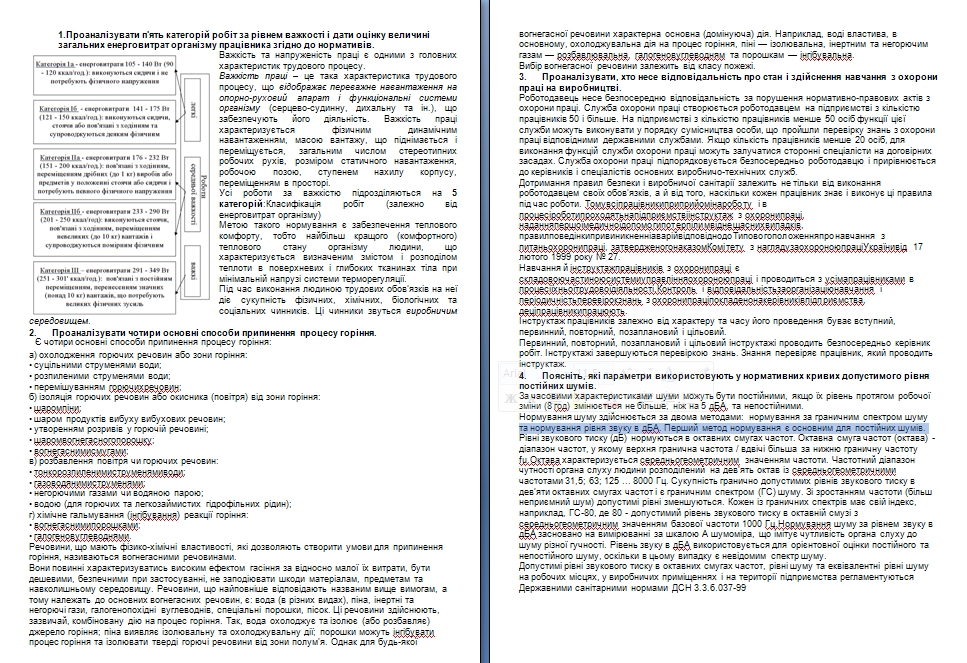 1.Проаналізувати п'ять категорій робіт за рівнем важкості і дати оцінку величині
загальних енерговитрат організму працівника згідно до нормативів.
Категорія Іа - енерговитрати 105 - 140 Вт (90
- 120 ккал/год.): виконуються сидячи і не
потребують фізичного напруження
Категорія Іб - енерговитрати 141 - 175 Вт
(121 - 150 ккал/год.): виконуються сидячи,
стоячи або пов'язані з ходінням та
супроводжуються деяким фізичним
Категорія ІІа - енерговитрати 176 - 232 Вт
(151 - 200 ккал/год.): пов'язані з ходінням,
переміщенням дрібних (до 1 кг) виробів або
предметів у положенні стоячи або сидячи і
потребують певного фізичного напруження
Категорія ІІб - енерговитрати 233 - 290 Вт
(201 - 250 ккал/год.): виконуються стоячи,
пов'язані з ходінням, переміщенням
невеликих (до 10 кг) вантажів і
супроводжуються помірним фізичним
Категорія ІІІ – енерговитрати 291 - 349 Вт
(251 - 301' ккал/год.): пов'язані з постійним
переміщенням, перенесенням значних
(понад 10 кг) вантажів, що потребують
великих фізичних зусиль.
легкі
середньої важкості
важкі
Роботи
Важкість та напруженість праці є одними з головних
характеристик трудового процесу.
Важкість праці – це така характеристика трудового
процесу, що відображає переважне навантаження на
опорно-руховий апарат і функціональні системи
організму (серцево-судинну, дихальну та ін.), що
забезпечують його діяльність. Важкість праці
характеризується фізичним динамічним
навантаженням, масою вантажу, що піднімається і
переміщується, загальним числом стереотипних
робочих рухів, розміром статичного навантаження,
робочою позою, ступенем нахилу корпусу,
переміщенням в просторі.
Усі роботи за важкістю підрозділяються на 5
категорій:Класифікація робіт (залежно від
енерговитрат організму)
Метою такого нормування є забезпечення теплового
комфорту, тобто найбільш кращого (комфортного)
теплового стану організму людини, що
характеризується визначеним змістом і розподілом
теплоти в поверхневих і глибоких тканинах тіла при
мінімальній напрузі системи терморегуляції.
Під час виконання людиною трудових обов'язків на неї
діє сукупність фізичних, хімічних, біологічних та
соціальних чинників. Ці чинники звуться виробничим
середовищем.
2. Проаналізувати чотири основні способи припинення процесу горіння.
Є чотири основні способи припинення процесу горіння:
а) охолодження горючих речовин або зони горіння:
• суцільними струменями води;
• розпиленими струменями води;
• перемішуванням горючихречовин;
б) ізоляція горючих речовин або окисника (повітря) від зони горіння:
• шаромпіни;
• шаром продуктів вибуху вибухових речовин;
• утворенням розривів у горючій речовині;
• шаромвогнегасногопорошку;
• вогнегаснимисмугами;
в) розбавлення повітря чи горючих речовин:
• тонкорозпиленимиструменямиводи;
• газоводянимиструменями;
• негорючими газами чи водяною парою;
• водою (для горючих та легкозаймистих гідрофільних рідин);
г) хімічне гальмування (інгібування) реакції горіння:
• вогнегаснимипорошками;
• галогеновуглеводнями.
Речовини, що мають фізико-хімічні властивості, які дозволяють створити умови для припинення
горіння, називаються вогнегасними речовинами.
Вони повинні характеризуватись високим ефектом гасіння за відносно малої їх витрати, бути
дешевими, безпечними при застосуванні, не заподіювати шкоди матеріалам, предметам та
навколишньому середовищу. Речовини, що найповніше відповідають названим вище вимогам, а
тому належать до основних вогнегасних речовин, є: вода (в різних видах), піна, інертні та
негорючі гази, галогенопохідні вуглеводнів, спеціальні порошки, пісок. Ці речовини здійснюють,
зазвичай, комбіновану дію на процес горіння. Так, вода охолоджує та ізолює (або розбавляє)
джерело горіння; піна виявляє ізолювальну та охолоджувальну дії; порошки можуть інгібувати
процес горіння та ізолювати тверді горючі речовини від зони полум'я. Однак для будь-якої
вогнегасної речовини характерна основна (домінуюча) дія. Наприклад, воді властива, в
основному, охолоджувальна дія на процес горіння, піні — ізолювальна, інертним та негорючим
газам — розбавлювальна, галогеновуглеводням та порошкам — інгібувальна.
Вибір вогнегасної речовини залежить від класу пожежі.
3. Проаналізувати, хто несе відповідальність про стан і здійснення навчання з охорони
праці на виробництві.
Роботодавець несе безпосередню відповідальність за порушення нормативно-правових актів з
охорони праці. Служба охорони праці створюється роботодавцем на підприємстві з кількістю
працівників 50 і більше. На підприємстві з кількістю працівників менше 50 осіб функції цієї
служби можуть виконувати у порядку сумісництва особи, що пройшли перевірку знань з охорони
праці відповідними державними службами. Якщо кількість працівників менше 20 осіб, для
виконання функцій служби охорони праці можуть залучатися сторонні спеціалісти на договірних
засадах. Служба охорони праці підпорядковується безпосередньо роботодавцю і прирівнюється
до керівників і спеціалістів основних виробничо-технічних служб.
Дотримання правил безпеки і виробничої санітарії залежить не тільки від виконання
роботодавцем своїх обов'язків, а й від того, наскільки кожен працівник знає і виконує ці правила
під час роботи. Томувсіпрацівникиприприйоміінароботу і в
процесіроботипроходятьнапідприємствіінструктаж з охоронипраці,
наданняпершоїмедичноїдопомогипотерпілимвіднещаснихвипадків,
правилповедінкипривиникненніаварійвідповіднодоТиповогоположенняпронавчання з
питаньохоронипраці, затвердженогонаказомКомітету з наглядузаохороноюпраціУкраїнивід 17
лютого 1999 року № 27.
Навчання й інструктажпрацівників з охоронипраці є
складовоючастиноюсистемиуправлінняохороноюпраці і проводиться з усімапрацівниками в
процесіїхньоїтрудовоїдіяльності.Контроль і відповідальністьзаорганізаціюнавчання і
періодичністьперевіркизнань з охоронипраціпокладенонакерівниківпідприємства,
деціпрацівникипрацюють.
Інструктаж працівників залежно від характеру та часу його проведення буває вступний,
первинний, повторний, позаплановий і цільовий.
Первинний, повторний, позаплановий і цільовий інструктажі проводить безпосередньо керівник
робіт. Інструктажі завершуються перевіркою знань. Знання перевіряє працівник, який проводить
інструктаж.
4. Поясніть, які параметри використовують у нормативних кривих допустимого рівня
постійних шумів.
За часовими характеристиками шуми можуть бути постійними, якщо їх рівень протягом робочої
зміни (8 год) змінюється не більше, ніж на 5 дБА, та непостійними.
Нормування шуму здійснюється за двома методами: нормування за граничним спектром шуму
та нормування рівня звуку в дБА. Перший метод нормування є основним для постійних шумів.
Рівні звукового тиску (дБ) нормуються в октавних смугах частот. Октавна смуга частот (октава) -
діапазон частот, у якому верхня гранична частота / вдвічі більша за нижню граничну частоту
fu.Октава характеризується середньогеометричним значенням частоти. Частотний діапазон
чутності органа слуху людини розподілений на дев'ять октав із середньогеометричними
частотами 31,5; 63; 125 … 8000 Гц. Сукупність гранично допустимих рівнів звукового тиску в
дев'яти октавних смугах частот і є граничним спектром (ГС) шуму. Зі зростанням частоти (більш
неприємний шум) допустимі рівні зменшуються. Кожен із граничних спектрів має свій індекс,
наприклад, ГС-80, де 80 - допустимий рівень звукового тиску в октавній смузі з
середньогеометричним значенням базової частоти 1000 Гц.Нормування шуму за рівнем звуку в
дБА засновано на вимірюванні за шкалою А шумоміра, що імітує чутливість органа слуху до
шуму різної гучності. Рівень звуку в дБА використовується для орієнтовної оцінки постійного та
непостійного шуму, оскільки в цьому випадку є невідомим спектр шуму.
Допустимі рівні звукового тиску в октавних смугах частот, рівні шуму та еквівалентні рівні шуму
на робочих місцях, у виробничих приміщеннях і на території підприємства регламентуються
Державними санітарними нормами ДСН 3.3.6.037-99